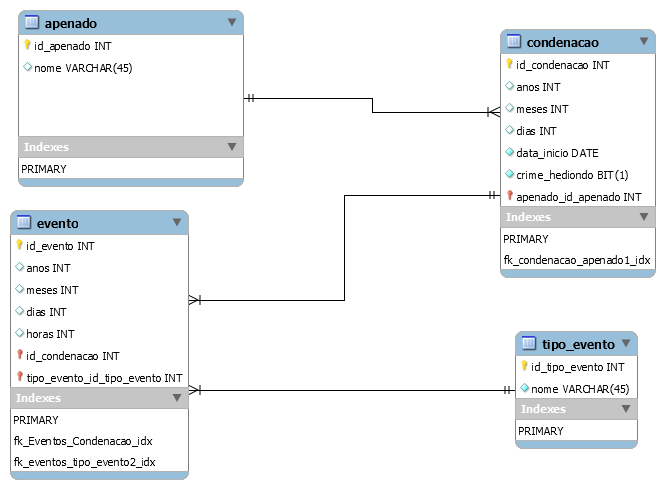 apenado
id_apenado INT
nome VARCHAR(45)
Indexes
PRIMARY
condenacao
id_condenacao INT
anos INT
meses INT
dias INT
data_inicio DATE
crime_hediondo BIT(1)
apenado_id_apenado INT
Indexes
PRIMARY
fk_condenacao_apenado1_idx
evento
id_evento INT
anos INT
meses INT
dias INT
horas INT
id_condenacao INT
tipo_evento_id_tipo_evento INT
Indexes
PRIMARY
fk_Eventos_Condenacao_idx
fk_eventos_tipo_evento2_idx
tipo_evento
id_tipo_evento INT
nome VARCHAR(45)
Indexes
PRIMARY